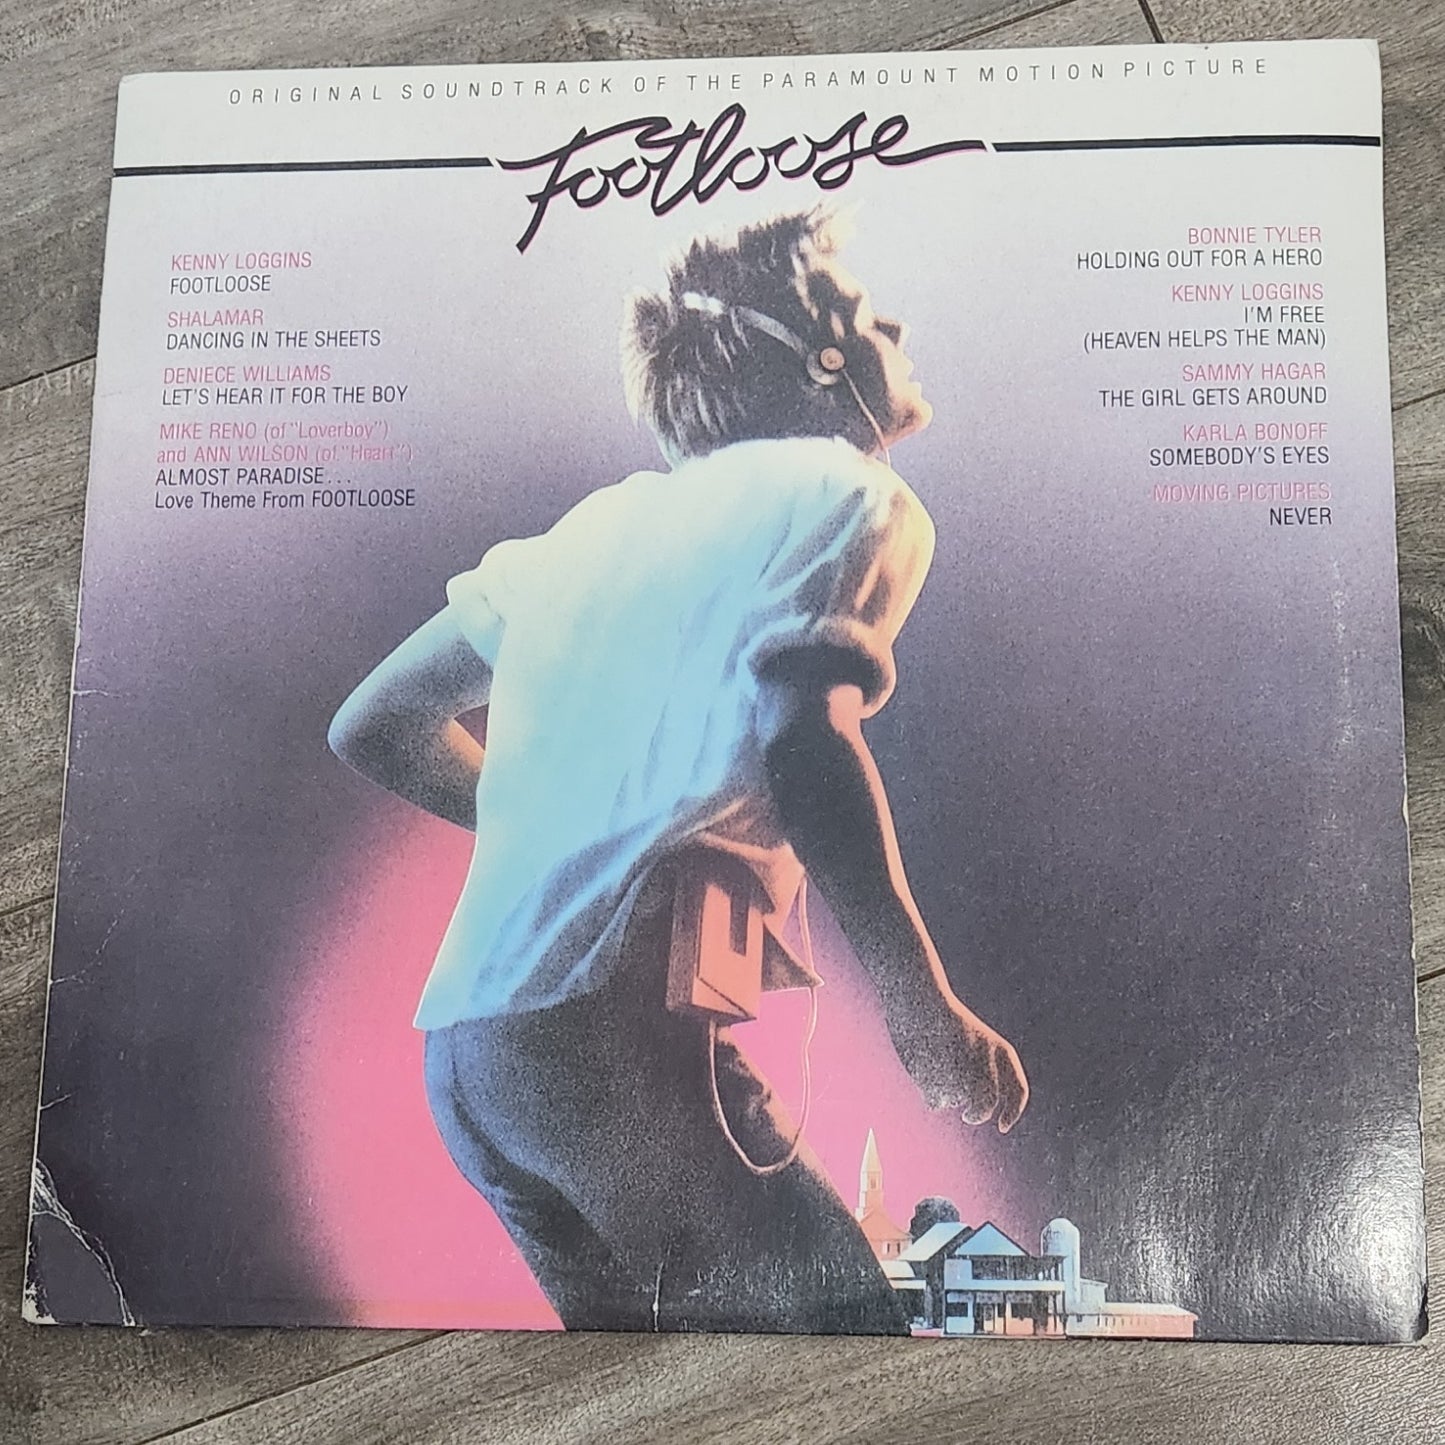 ORIGINAL SOUNDTRACK OF THE PARAMOUNT MOTION PICTURE
Footloose
KENNY LOGGINS
FOOTLOOSE
SHALAMAR
DANCING IN THE SHEETS
DENIECE WILLIAMS
LET'S HEAR IT FOR THE BOY
MIKE RENO (of "Loverboy")
and ANN WILSON (of "Heart")
ALMOST PARADISE...
Love Theme From FOOTLOOSE
BONNIE TYLER
HOLDING OUT FOR A HERO
KENNY LOGGINS
I'M FREE
(HEAVEN HELPS THE MAN)
SAMMY HAGAR
THE GIRL GETS AROUND
KARLA BONOFF
SOMEBODY'S EYES
MOVING PICTURES
NEVER